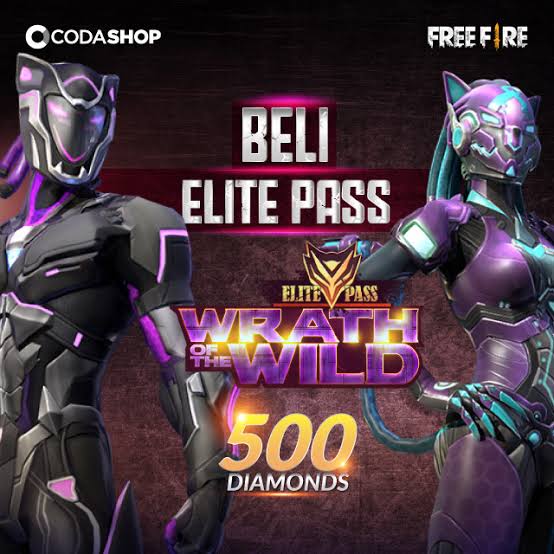 CODASHOP
FREE FIRE
BELI
ELITE PASS
ELITE PASS
WRATH
OF THE
WILD
500
DIAMONDS